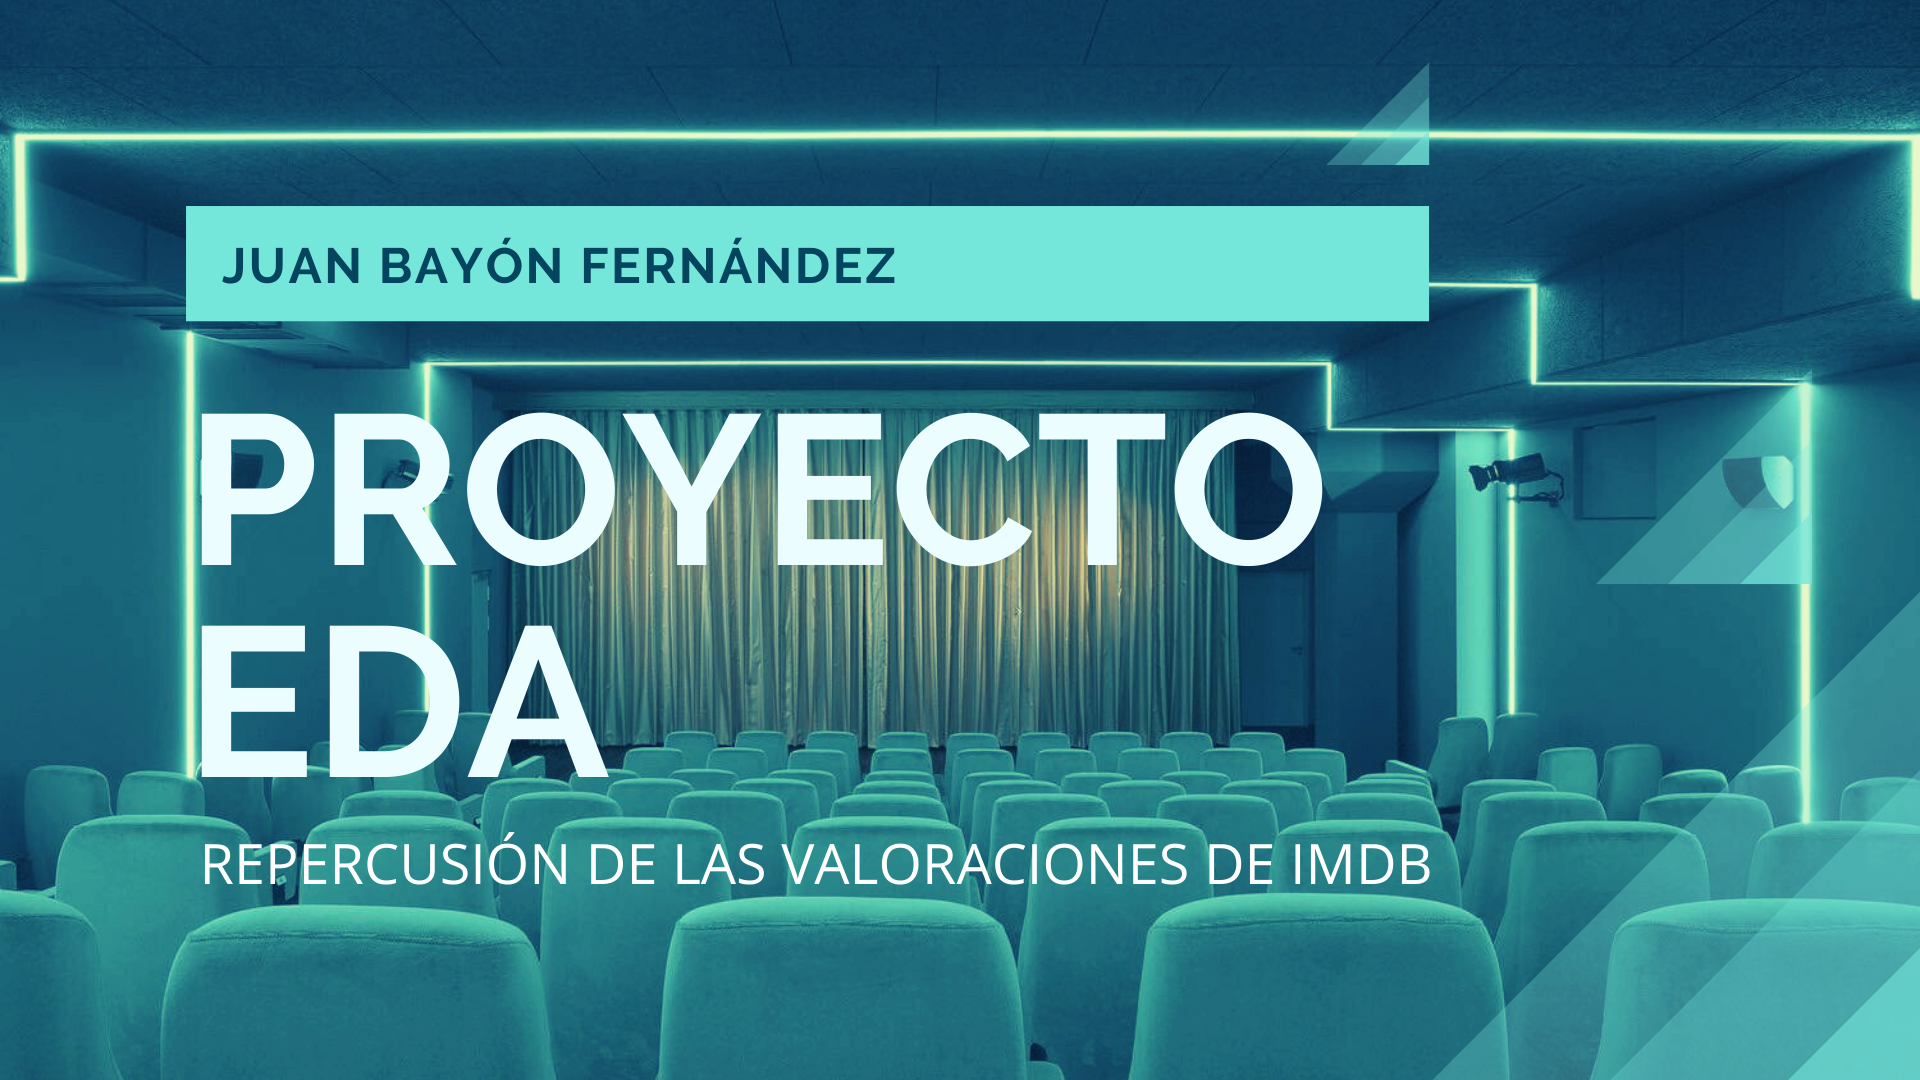 JUAN BAYÓN FERNÁNDEZ
PROYECTO
EDA
REPERCUSIÓN DE LAS VALORACIONES DE IMDB